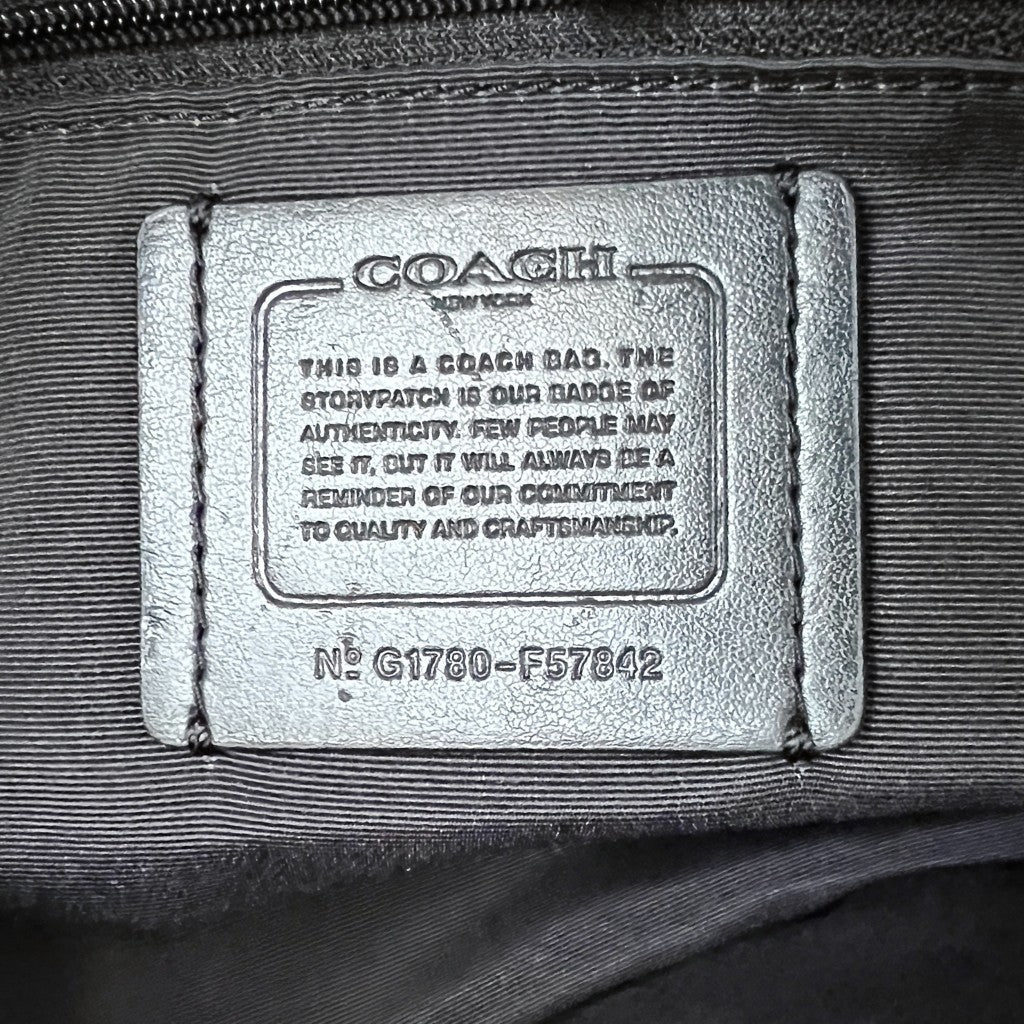 COACH
NEW YORK
THIS IS A COACH BAG. THE
STORYPATCH IS OUR BADGE OF
AUTHENTICITY. FEW PEOPLE MAY
SEE IT, BUT IT WILL ALWAYS BE A
REMINDER OF OUR COMMITMENT
TO QUALITY AND CRAFTSMANSHIP.
Nº G1780-F57842